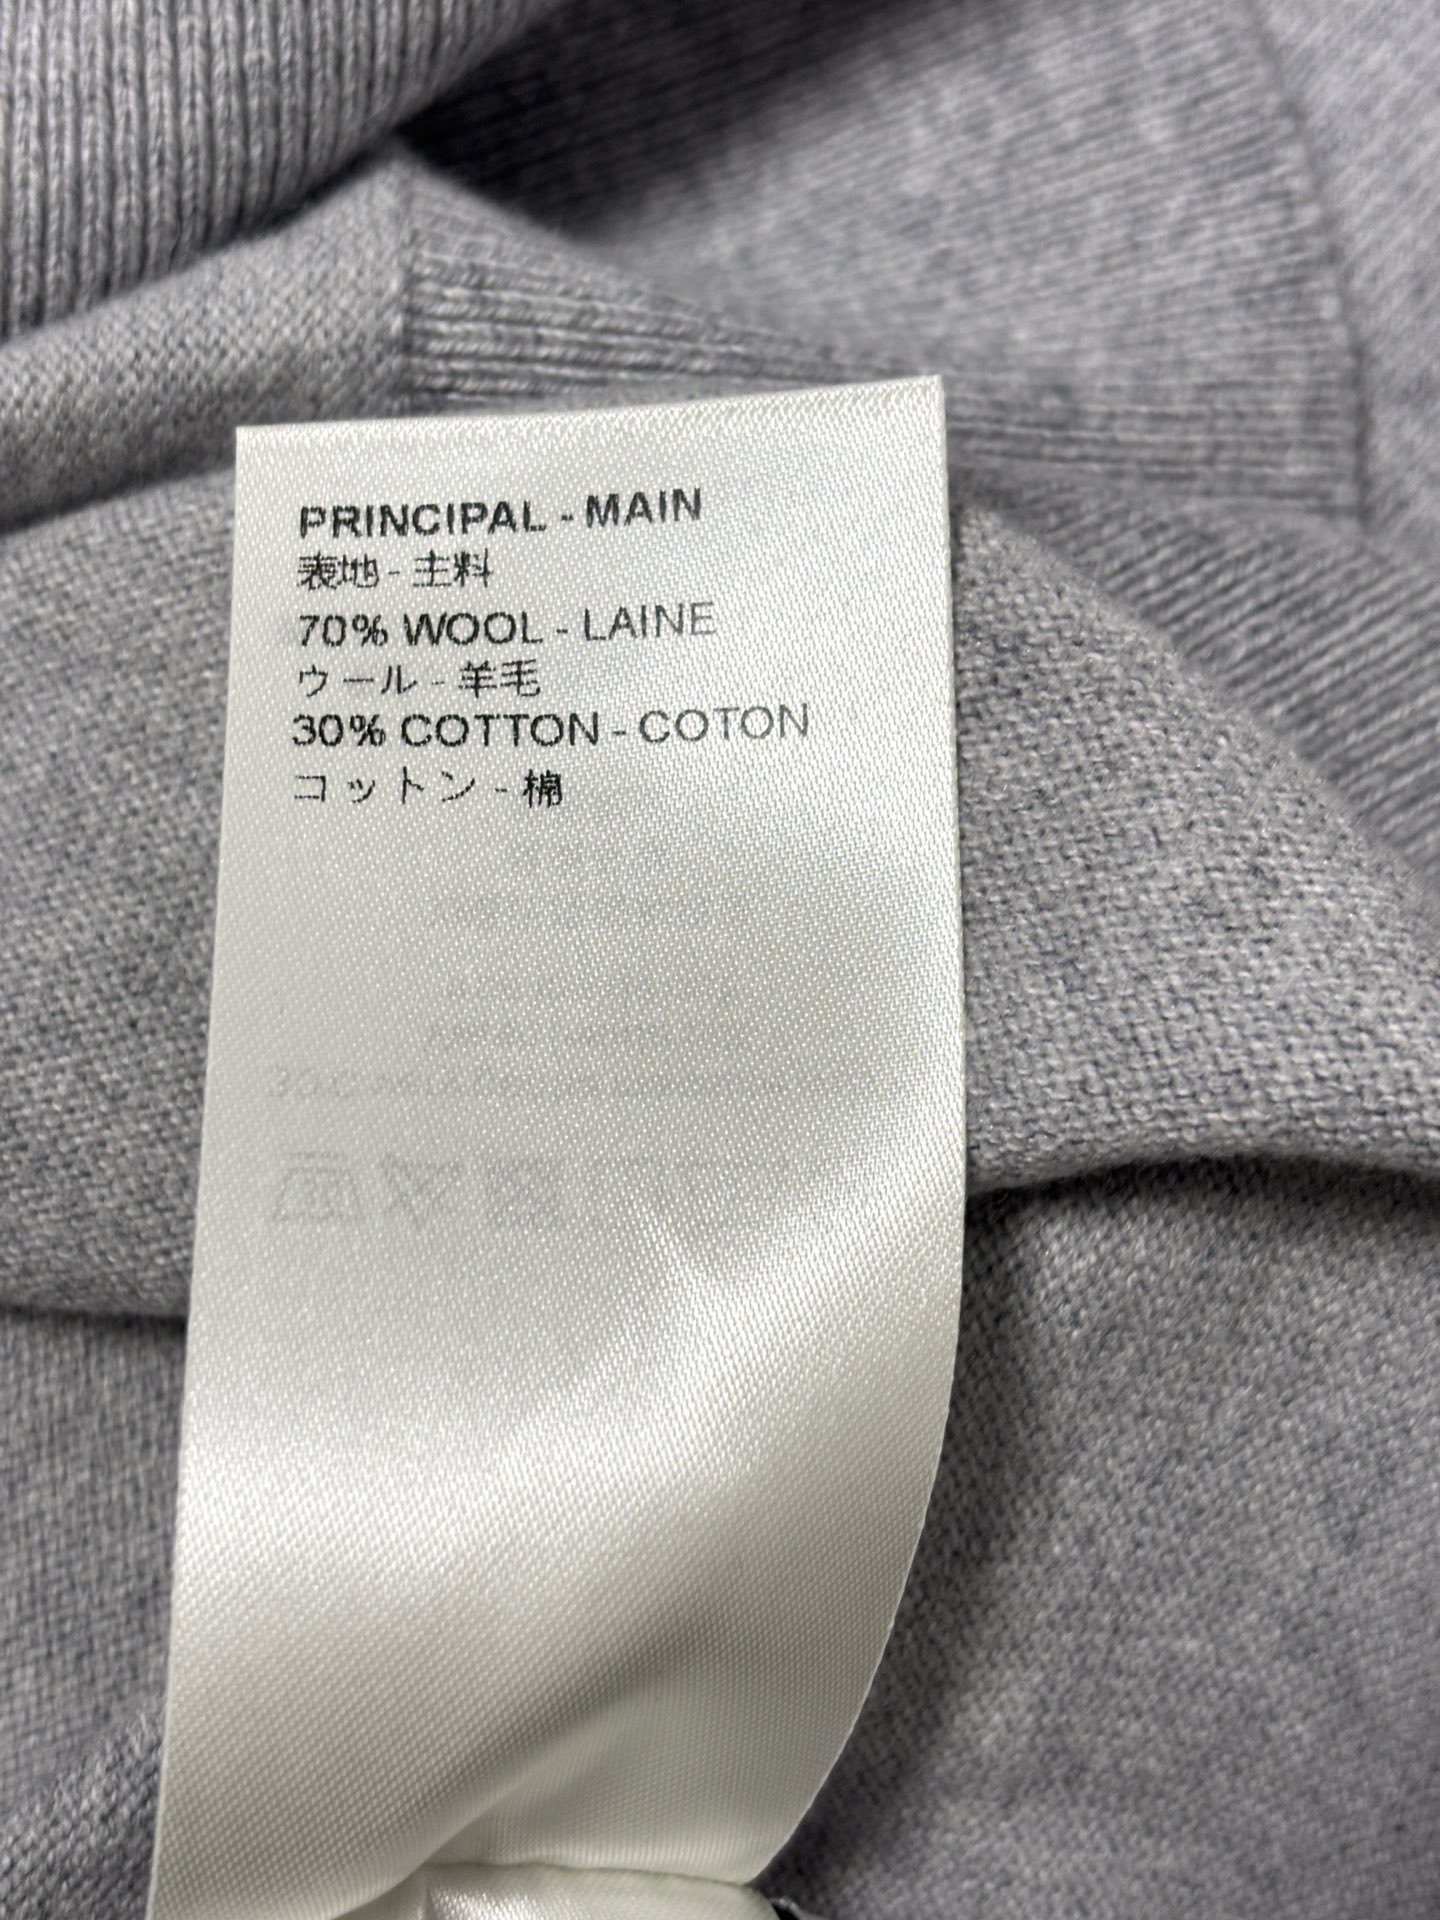 PRINCIPAL - MAIN
表地 - 主料
70% WOOL - LAINE
ウール - 羊毛
30% COTTON - COTON
コットン - 棉